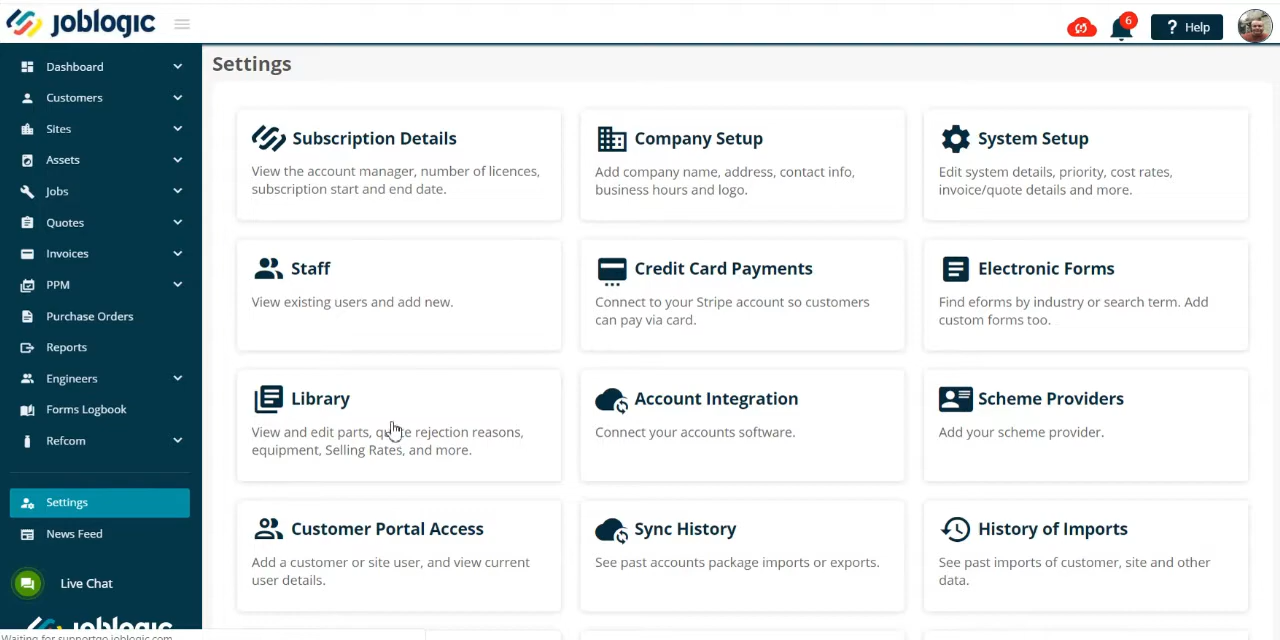 joblogic
6
? Help
Settings
Dashboard
Customers
Sites
Assets
Jobs
Quotes
Invoices
PPM
Purchase Orders
Reports
Engineers
Forms Logbook
Refcom
Settings
News Feed
Live Chat
joblogic
Subscription Details
View the account manager, number of licences,
subscription start and end date.
Company Setup
Add company name, address, contact info,
business hours and logo.
System Setup
Edit system details, priority, cost rates,
invoice/quote details and more.
Staff
View existing users and add new.
Credit Card Payments
Connect to your Stripe account so customers
can pay via card.
Electronic Forms
Find eforms by industry or search term. Add
custom forms too.
Library
View and edit parts, quote rejection reasons,
equipment, Selling Rates, and more.
Account Integration
Connect your accounts software.
Scheme Providers
Add your scheme provider.
Customer Portal Access
Add a customer or site user, and view current
user details.
Sync History
See past accounts package imports or exports.
History of Imports
See past imports of customer, site and other
data.
Waiting for supportgo.joblogic.com